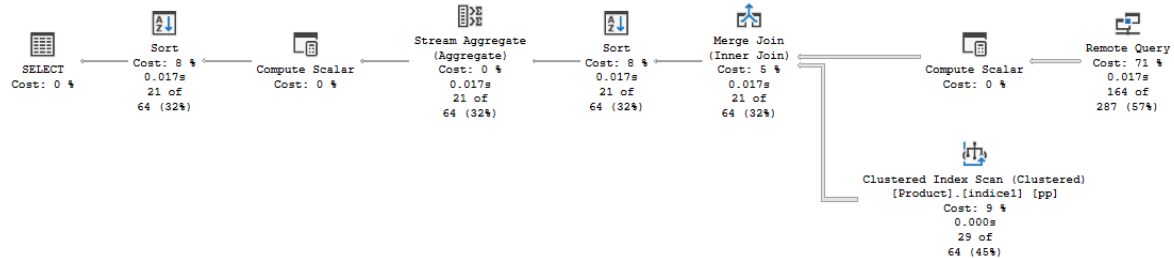 SELECT
Cost: 0 %
Sort
Cost: 8 %
0.017s
21 of
64 (32%)
Compute Scalar
Cost: 0 %
Stream Aggregate
(Aggregate)
Cost: 0 %
0.017s
21 of
64 (32%)
Sort
Cost: 8 %
0.017s
21 of
64 (32%)
Merge Join
(Inner Join)
Cost: 5 %
0.017s
21 of
64 (32%)
Compute Scalar
Cost: 0 %
Remote Query
Cost: 71 %
0.017s
164 of
287 (57%)
Clustered Index Scan (Clustered)
[Product].[indice1] [pp]
Cost: 9 %
0.000s
29 of
64 (45%)